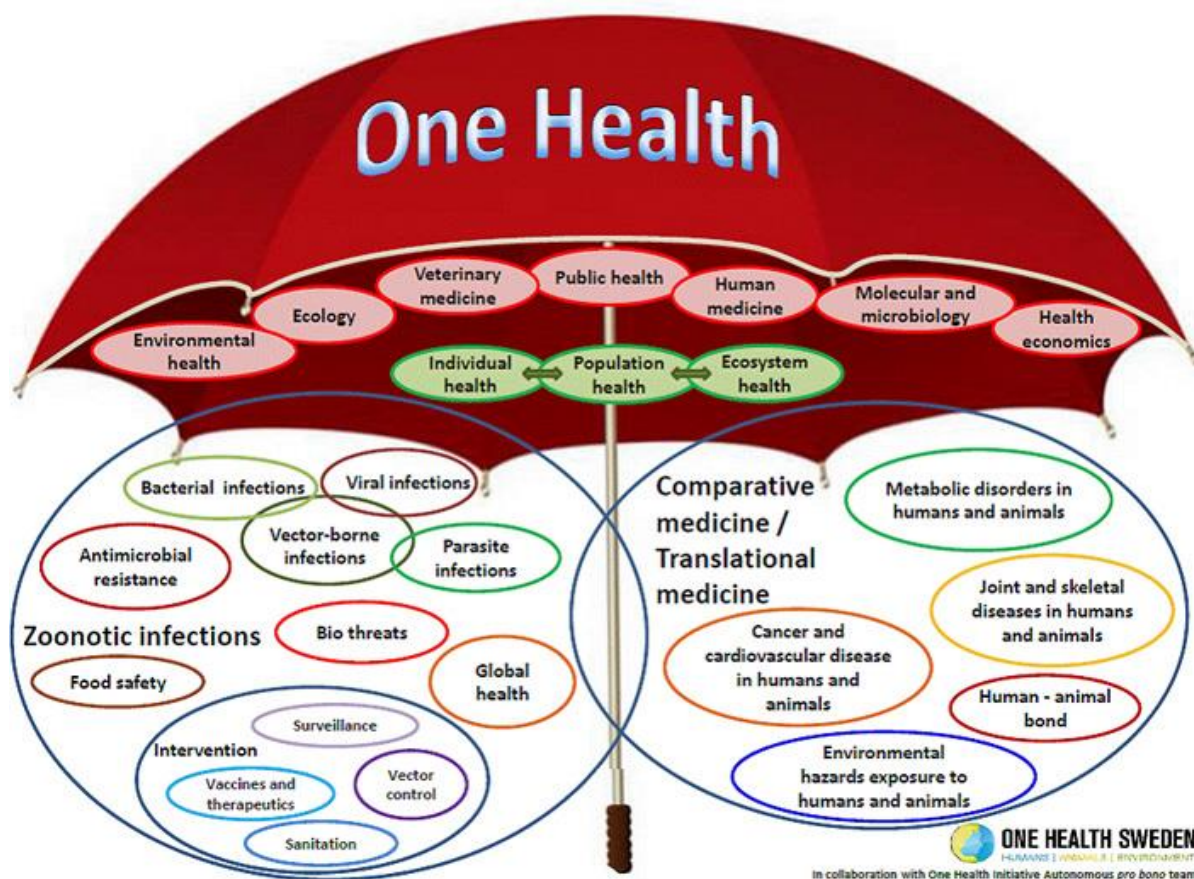 One Health
Veterinary
medicine
Public health
Human
medicine
Ecology
Molecular and
microbiology
Environmental
health
Health
economics
Individual
health
Population
health
Ecosystem
health
Bacterial infections
Viral infections
Vector-borne
infections
Parasite
infections
Antimicrobial
resistance
Zoonotic infections
Bio threats
Food safety
Global
health
Intervention
Surveillance
Vaccines and
therapeutics
Vector
control
Sanitation
Comparative
medicine /
Translational
medicine
Metabolic disorders in
humans and animals
Joint and skeletal
diseases in humans
and animals
Cancer and
cardiovascular disease
in humans and
animals
Human - animal
bond
Environmental
hazards exposure to
humans and animals
ONE HEALTH SWEDEN
HUMANS | ANIMALS | ENVIRONMENT
In collaboration with One Health Initiative Autonomous pro bono team